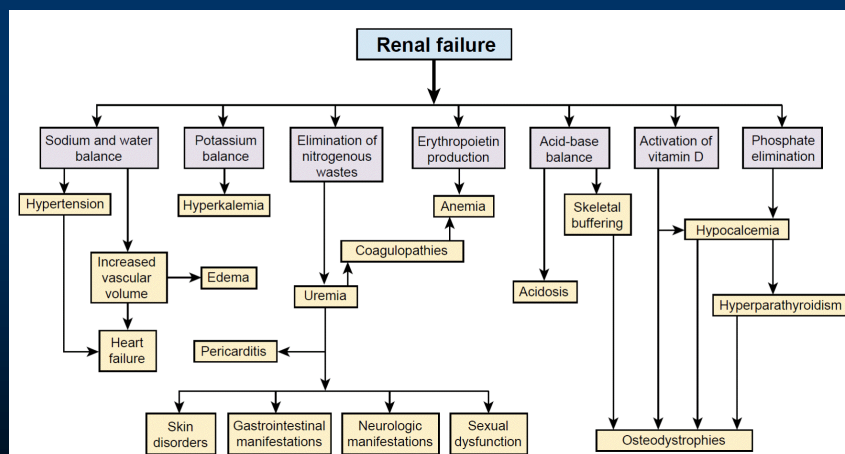 Renal failure
Sodium and water
balance
Potassium
balance
Elimination of
nitrogenous
wastes
Erythropoietin
production
Acid-base
balance
Activation of
vitamin D
Phosphate
elimination
Hypertension
Hyperkalemia
Anemia
Skeletal
buffering
Hypocalcemia
Coagulopathies
Increased
vascular
volume
Edema
Uremia
Acidosis
Hyperparathyroidism
Heart
failure
Pericarditis
Skin
disorders
Gastrointestinal
manifestations
Neurologic
manifestations
Sexual
dysfunction
Osteodystrophies